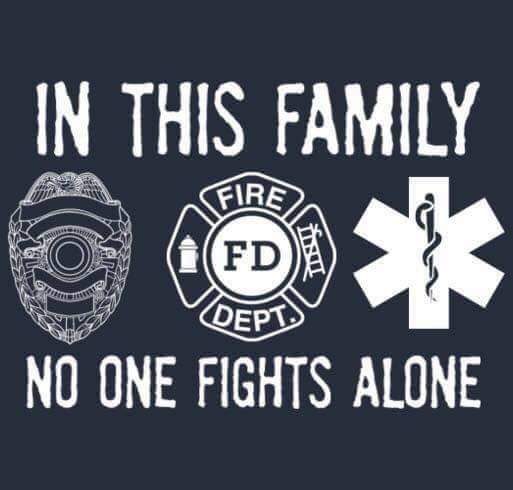 IN THIS FAMILY
FIRE
FD
DEPT.
NO ONE FIGHTS ALONE